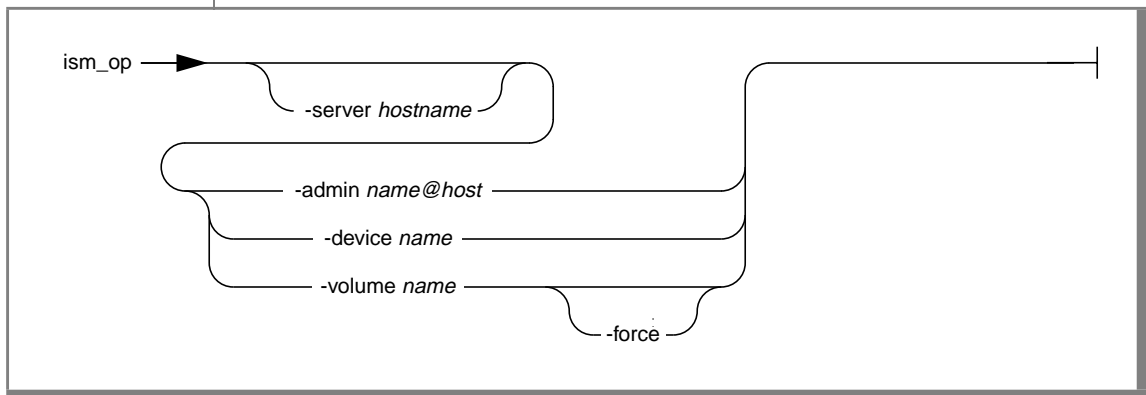 ism_op
-server hostname
-admin name@host
-device name
-volume name
-force